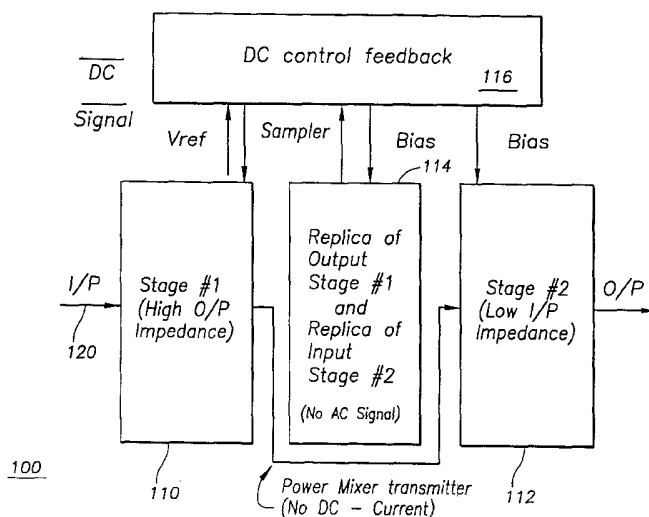 DC control feedback
116
DC
Signal
Vref
Sampler
Bias
Bias
114
I/P
120
Stage #1
(High O/P
Impedance)
Replica of
Output
Stage #1
and
Replica of
Input
Stage #2
(No AC Signal)
Stage #2
(Low I/P
Impedance)
O/P
100
110
Power Mixer transmitter
(No DC - Current)
112